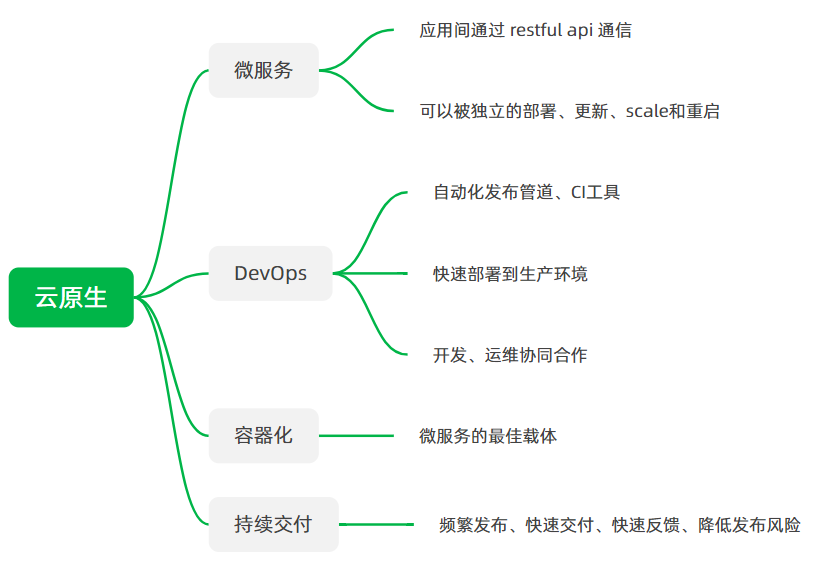 云原生
微服务
应用间通过 restful api 通信
可以被独立的部署、更新、scale和重启
DevOps
自动化发布管道、CI工具
快速部署到生产环境
开发、运维协同合作
容器化
微服务的最佳载体
持续交付
频繁发布、快速交付、快速反馈、降低发布风险